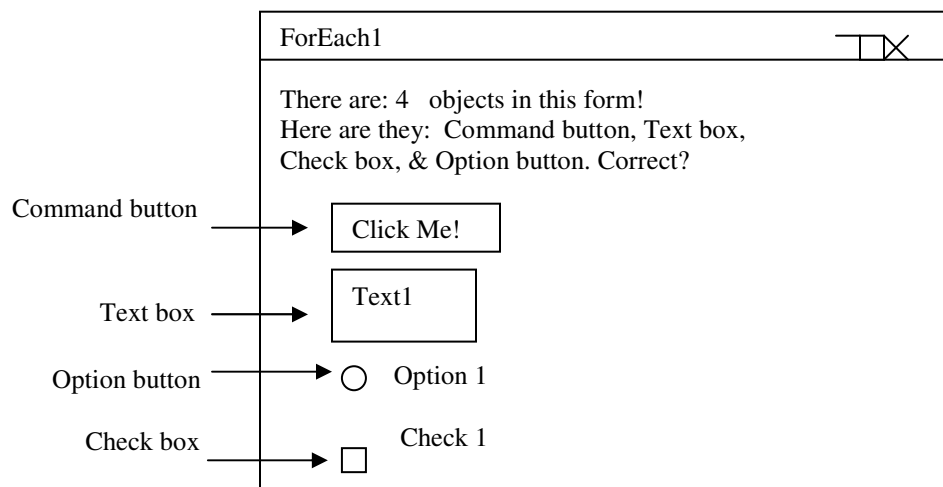 ForEach1
There are: 4 objects in this form!
Here are they: Command button, Text box,
Check box, & Option button. Correct?
Command button
Click Me!
Text box
Text1
Option button
Option 1
Check box
Check 1